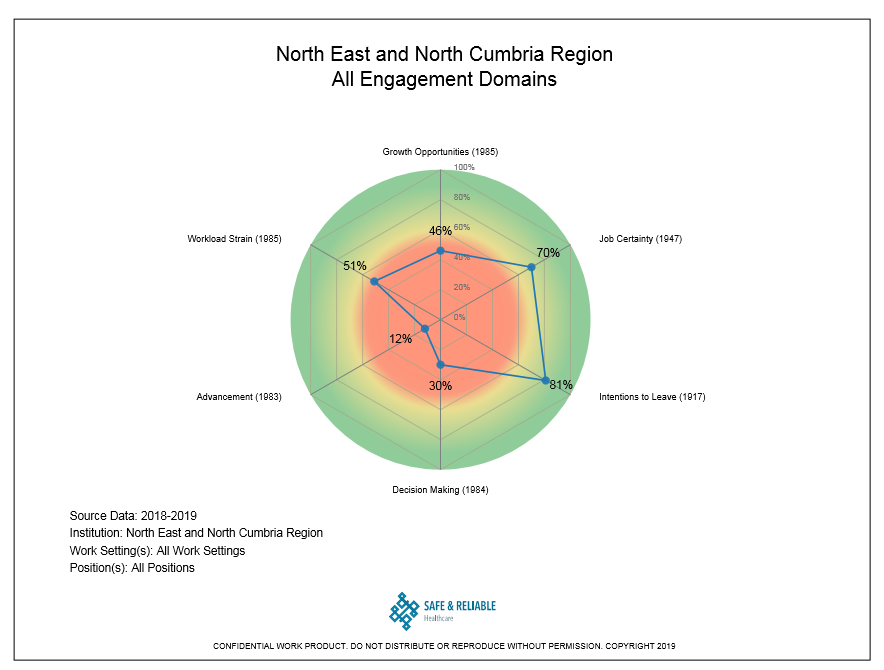 North East and North Cumbria Region
All Engagement Domains
Growth Opportunities (1985)
100%
80%
60%
46%
40%
20%
0%
Workload Strain (1985)
51%
Job Certainty (1947)
70%
12%
30%
81%
Advancement (1983)
Intentions to Leave (1917)
Decision Making (1984)
Source Data: 2018-2019
Institution: North East and North Cumbria Region
Work Setting(s): All Work Settings
Position(s): All Positions
SAFE & RELIABLE
Healthcare
CONFIDENTIAL WORK PRODUCT. DO NOT DISTRIBUTE OR REPRODUCE WITHOUT PERMISSION. COPYRIGHT 2019